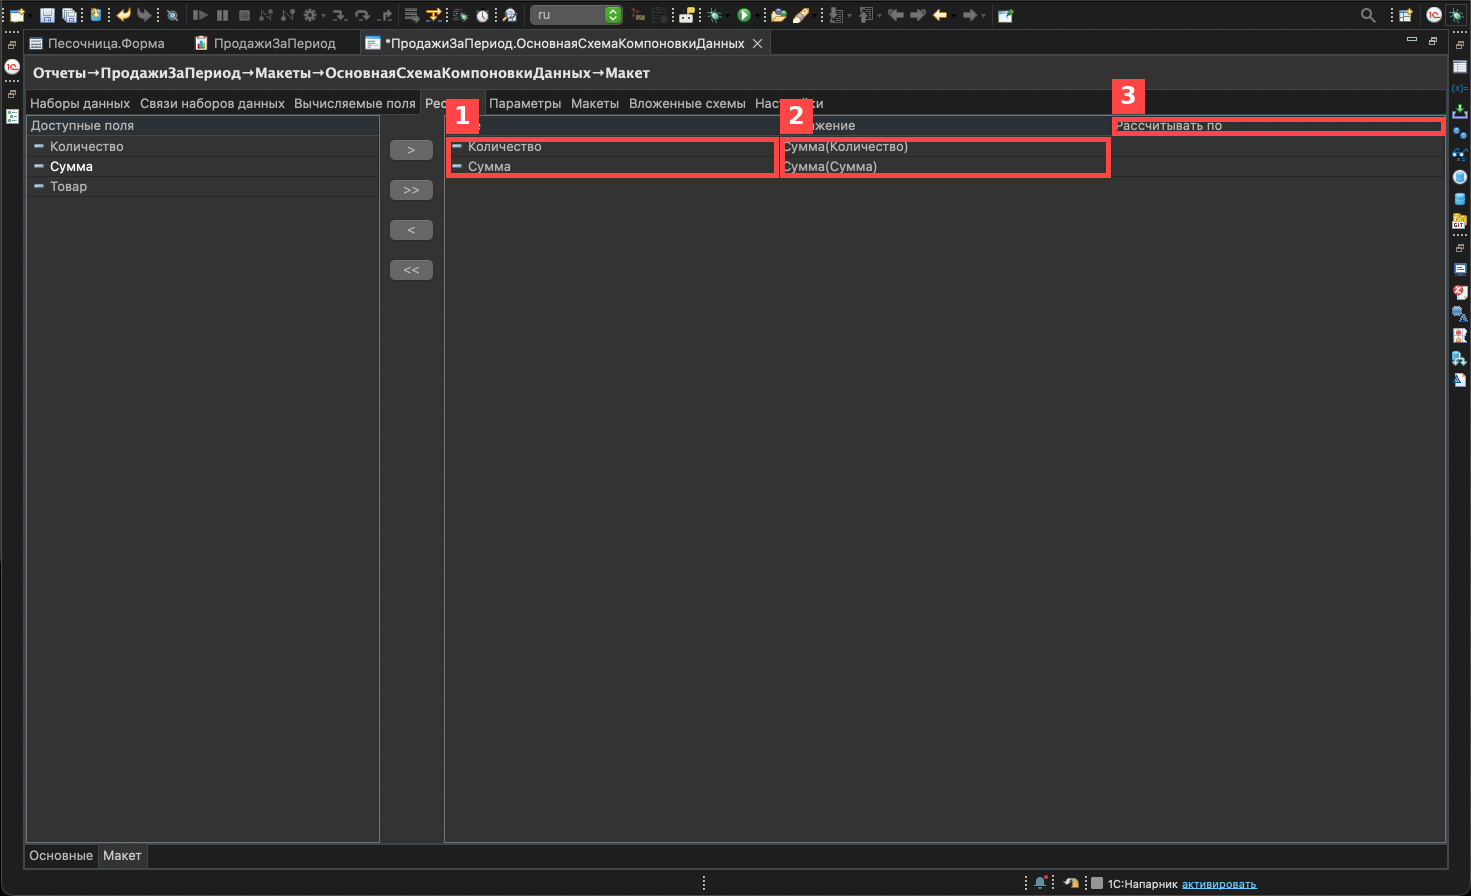 ru
Песочница.Форма
ПродажиЗаПериод
*ПродажиЗаПериод.ОсновнаяСхемаКомпоновкиДанных
Отчеты→ПродажиЗаПериод→Макеты→ОсновнаяСхемаКомпоновкиДанных→Макет
Наборы данных
Связи наборов данных
Вычисляемые поля
Параметры
Макеты
Вложенные схемы
1
2
3
Доступные поля
Рассчитывать по
Количество
Сумма
Товар
>
>>
<
<<
Количество
Сумма(Количество)
Сумма
Сумма(Сумма)
Основные
Макет
1С:Напарник активировать